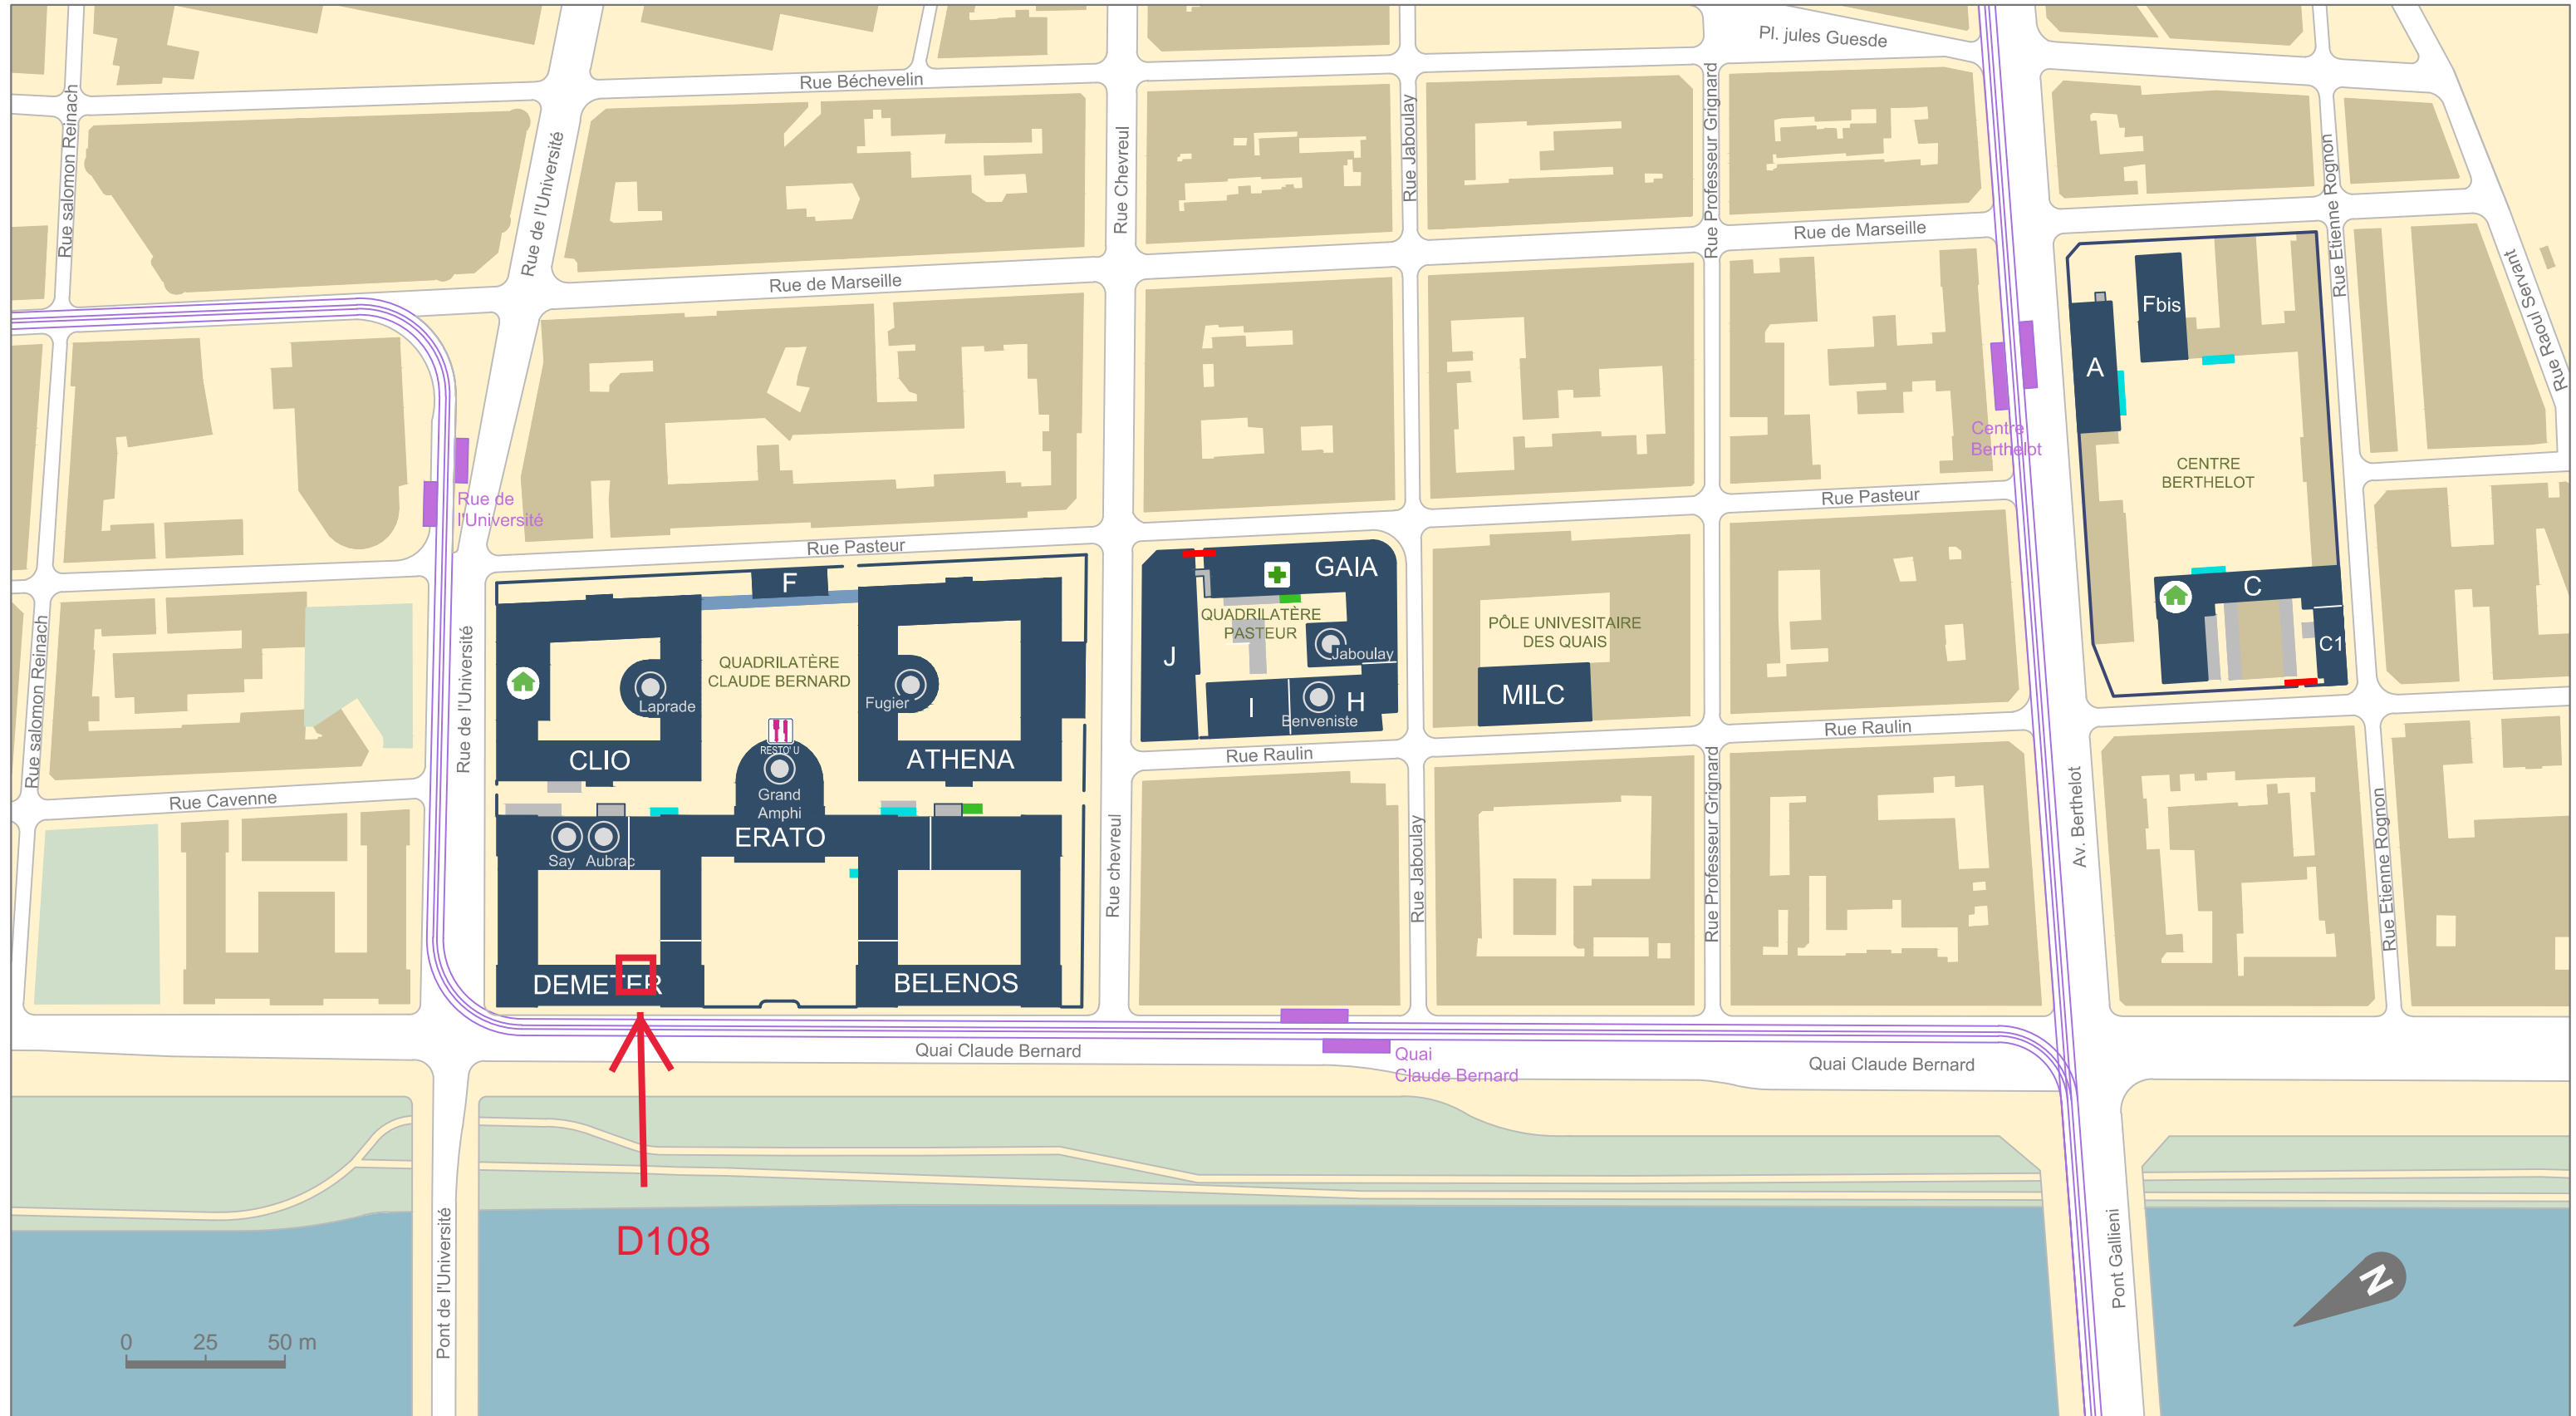 Pl. jules Guesde
Rue Béchevelin
Rue salomon Reinach
Rue de l'Université
Rue Chevreul
Rue Jaboulay
Rue Professeur Grignard
Rue Etienne Rognon
Rue de Marseille
Rue de Marseille
Rue Raoul Servant
Fbis
A
Centre
Berthelot
CENTRE
BERTHELOT
Rue de
l'Université
Rue Pasteur
Rue Pasteur
F
GAIA
C
C1
QUADRILATÈRE
PASTEUR
J
Jaboulay
I
H
Benveniste
PÔLE UNIVESITAIRE
DES QUAIS
MILC
QUADRILATÈRE
CLAUDE BERNARD
Laprade
Fugier
Rue salomon Reinach
Rue de l'Université
RESTO' U
CLIO
ATHENA
Grand
Amphi
ERATO
Say
Aubrac
Rue Raulin
Rue Raulin
Rue Cavenne
Rue chevreul
Rue Jaboulay
Rue Professeur Grignard
Av. Berthelot
Rue Etienne Rognon
DEMETER
BELENOS
Quai Claude Bernard
Quai
Claude Bernard
Quai Claude Bernard
D108
Pont de l'Université
Pont Gallieni
N
0 25 50 m